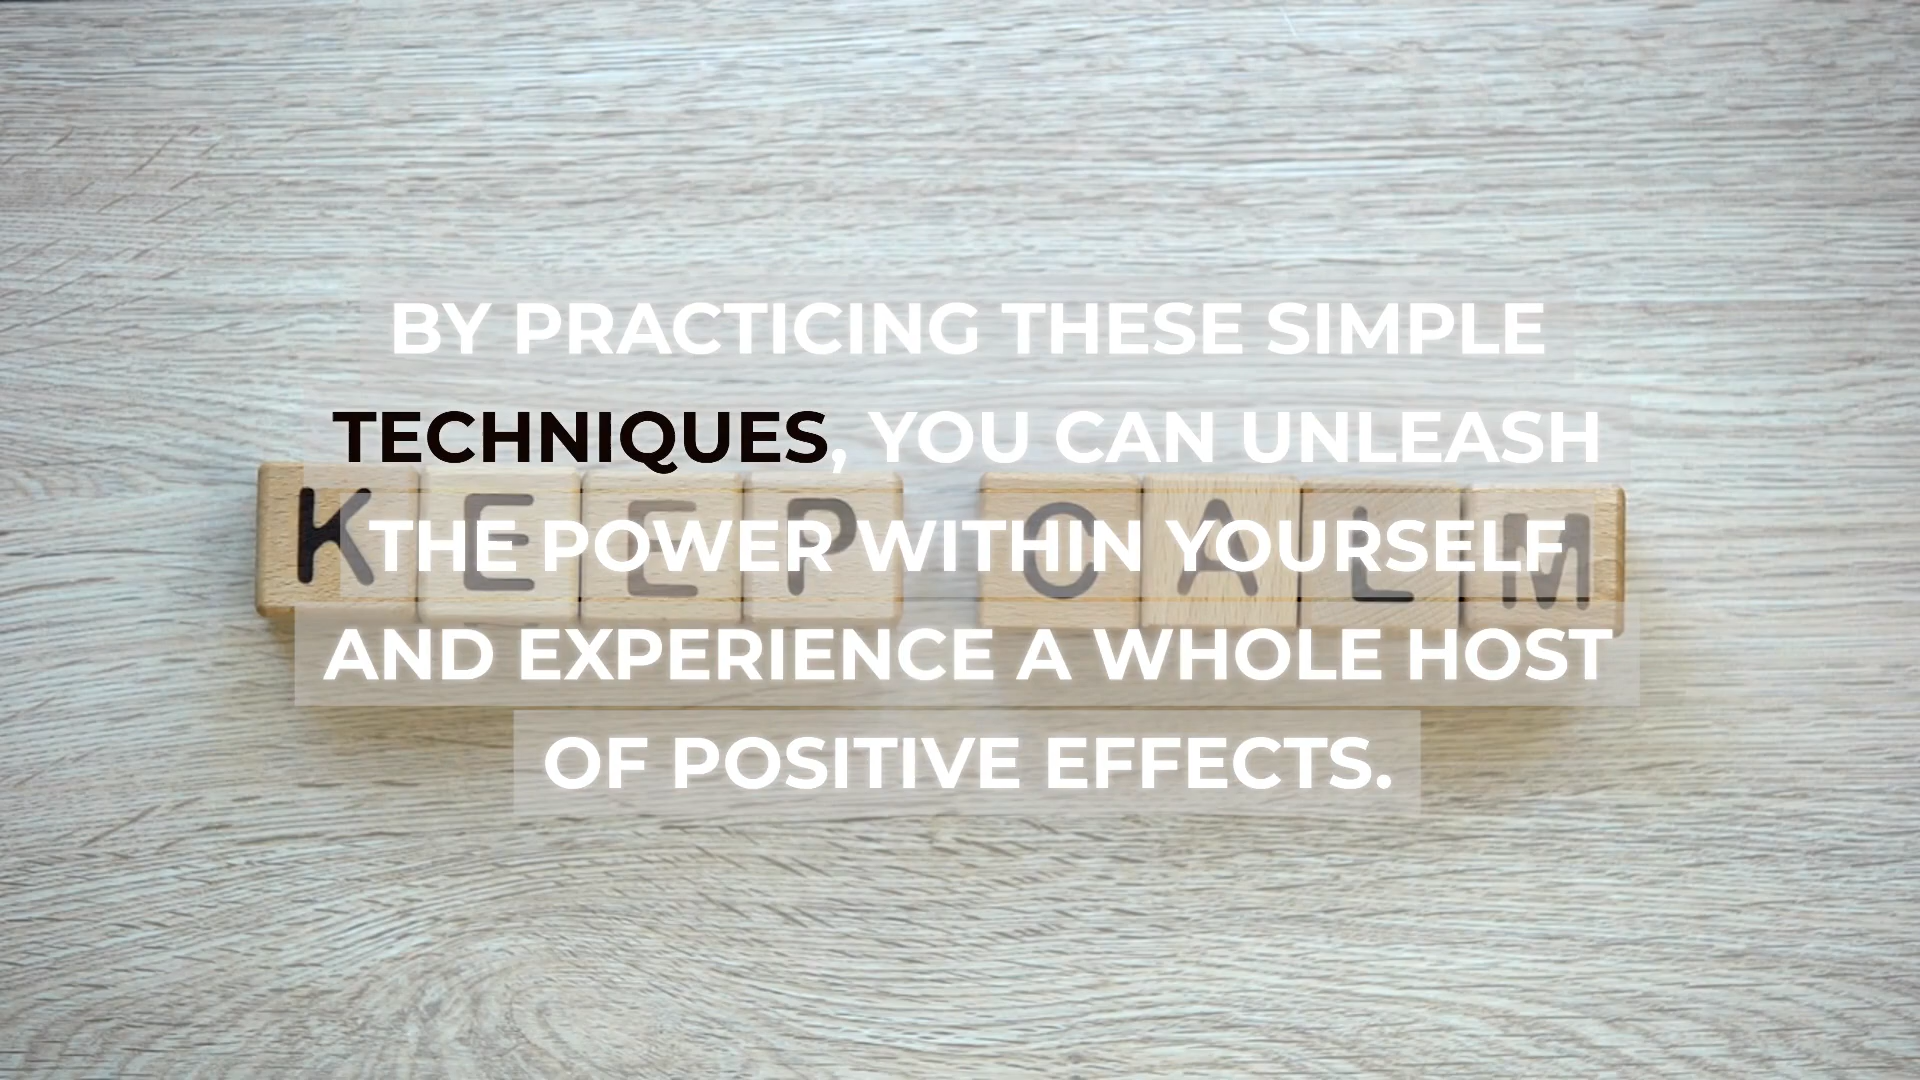 BY PRACTICING THESE SIMPLE
TECHNIQUES, YOU CAN UNLEASH
KEEP CALM
THE POWER WITHIN YOURSELF
AND EXPERIENCE A WHOLE HOST
OF POSITIVE EFFECTS.